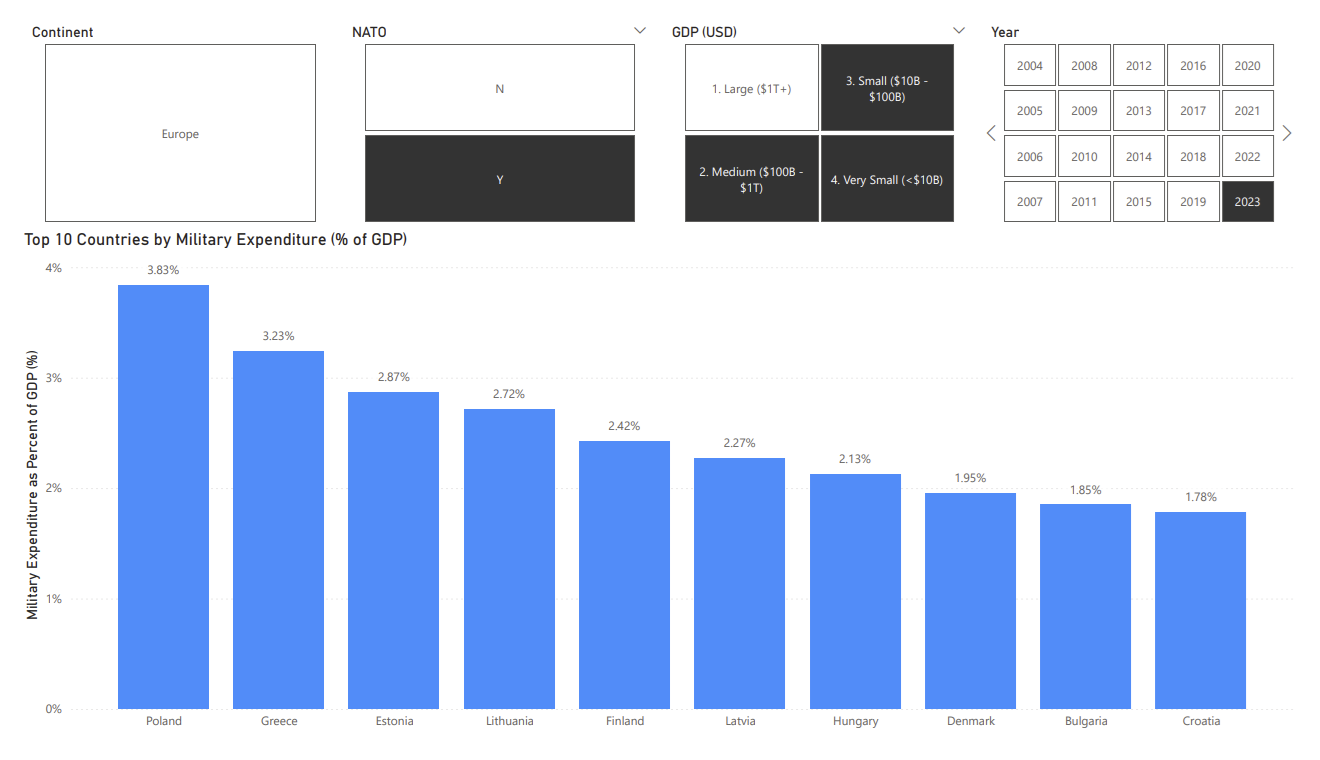 Continent
NATO
GDP (USD)
Year
Europe
N
Y
1. Large ($1T+)
3. Small ($10B -
$100B)
2. Medium ($100B -
$1T)
4. Very Small (<$10B)
2004 2008 2012 2016 2020
2005 2009 2013 2017 2021
2006 2010 2014 2018 2022
2007 2011 2015 2019 2023
Top 10 Countries by Military Expenditure (% of GDP)
Military Expenditure as Percent of GDP (%)
4%
3%
2%
1%
0%
3.83%
3.23%
2.87%
2.72%
2.42%
2.27%
2.13%
1.95%
1.85%
1.78%
Poland
Greece
Estonia
Lithuania
Finland
Latvia
Hungary
Denmark
Bulgaria
Croatia